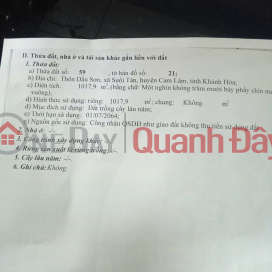 II. Thửa đất, nhà ở và tài sản khác gắn liền với đất
1. Thửa đất:
a) Thửa đất số: 59 , tờ bản đồ số: 21;
b) Địa chỉ: Thôn Dầu Sơn, xã Suối Tân, huyện Cam Lâm, tỉnh Khánh Hòa;
c) Diện tích: 1017,9 m², (bằng chữ: Một nghìn không trăm mười bảy phẩy chín mét
vuông);
d) Hình thức sử dụng: riêng: 1017,9 m²; chung: Không m²
đ) Mục đích sử dụng: Đất trồng cây lâu năm;
e) Thời hạn sử dụng: 01/07/2064;
g) Nguồn gốc sử dụng: Công nhận QSDĐ như giao đất không thu tiền sử dụng đất.
2. Nhà ở: -/-.
3. Công trình xây dựng khác: -/-.
4. Rừng sản xuất là rừng trồng: -/-.
5. Cây lâu năm: -/-.
6. Ghi chú: Không.
Quanh Đây